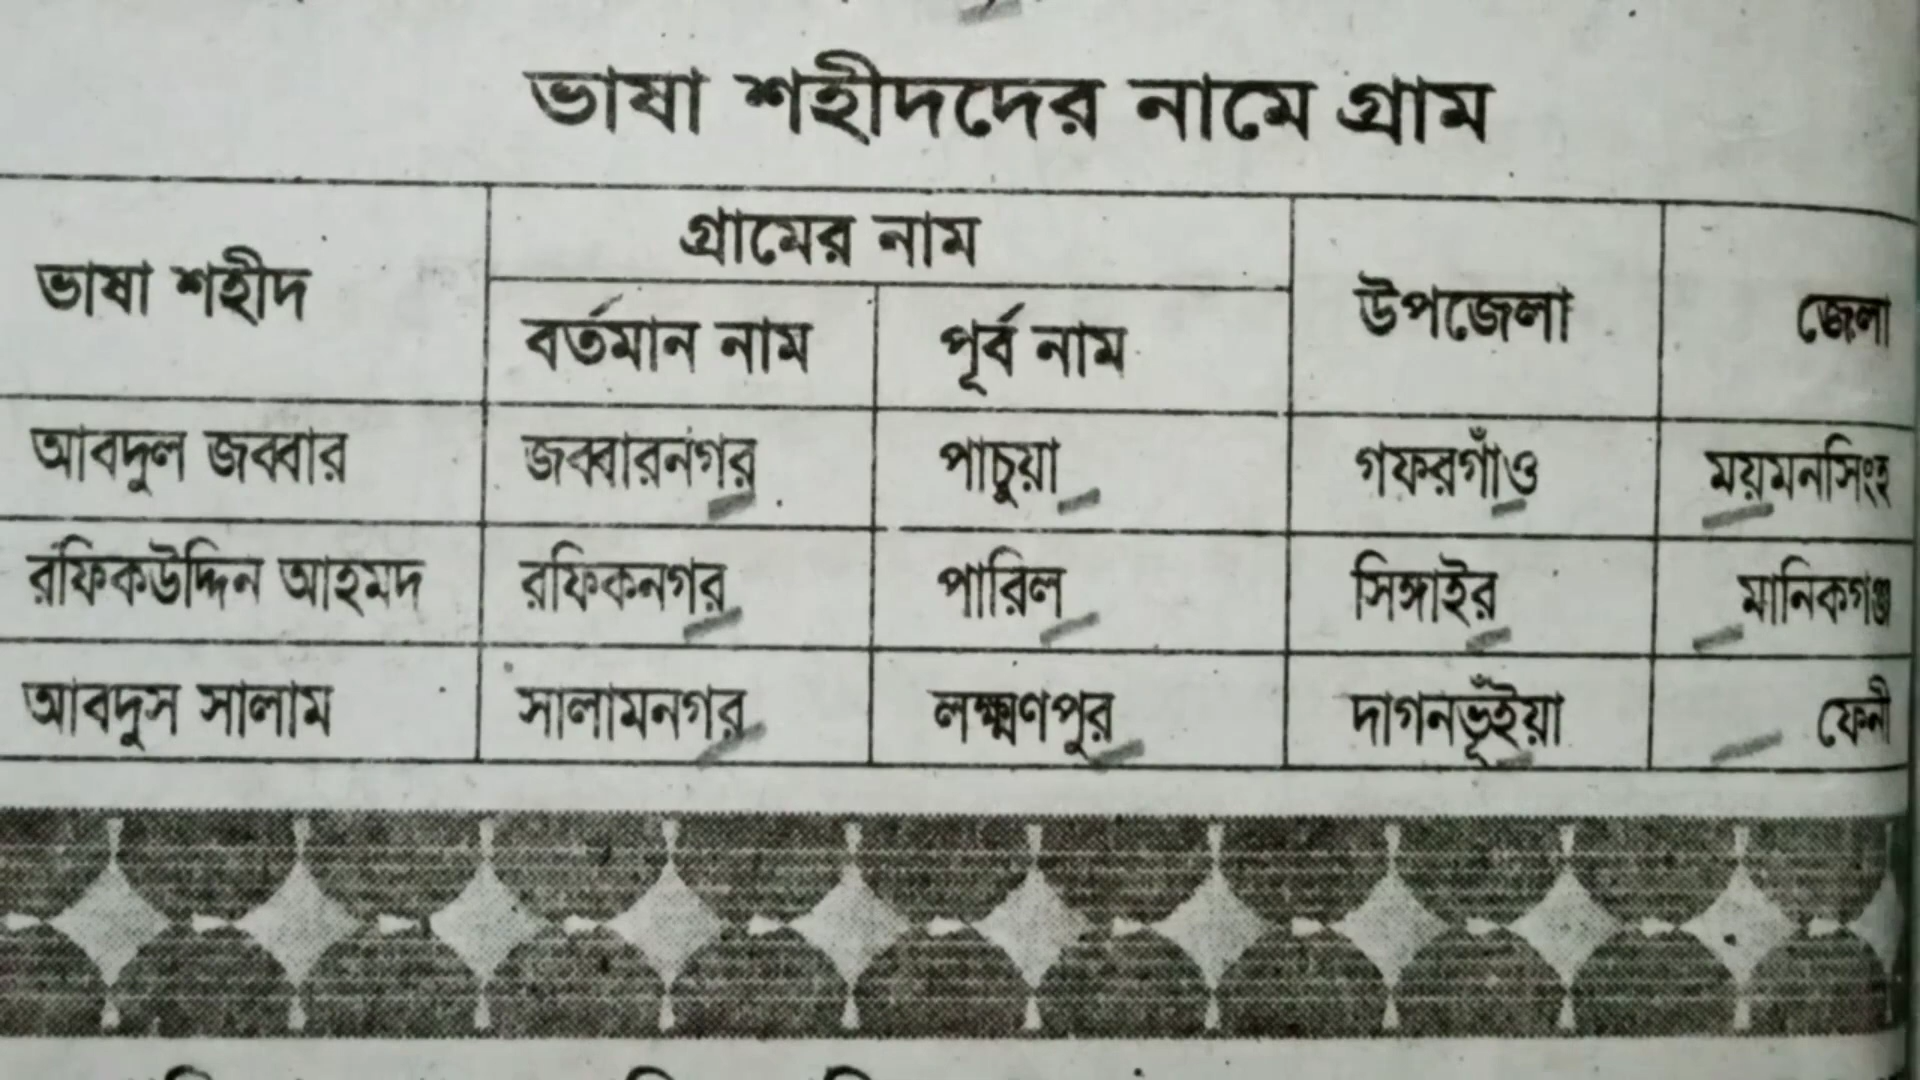 ভাষা শহীদদের নামে গ্রাম
ভাষা শহীদ গ্রামের নাম উপজেলা জেলা
বর্তমান নাম পূর্ব নাম
আবদুল জব্বার জব্বারনগর পাচুয়া গফরগাঁও ময়মনসিংহ
রফিকউদ্দিন আহমদ রফিকনগর পারিল সিঙ্গাইর মানিকগঞ্জ
আবদুস সালাম সালামনগর লক্ষ্মণপুর দাগনভূঁইয়া ফেনী